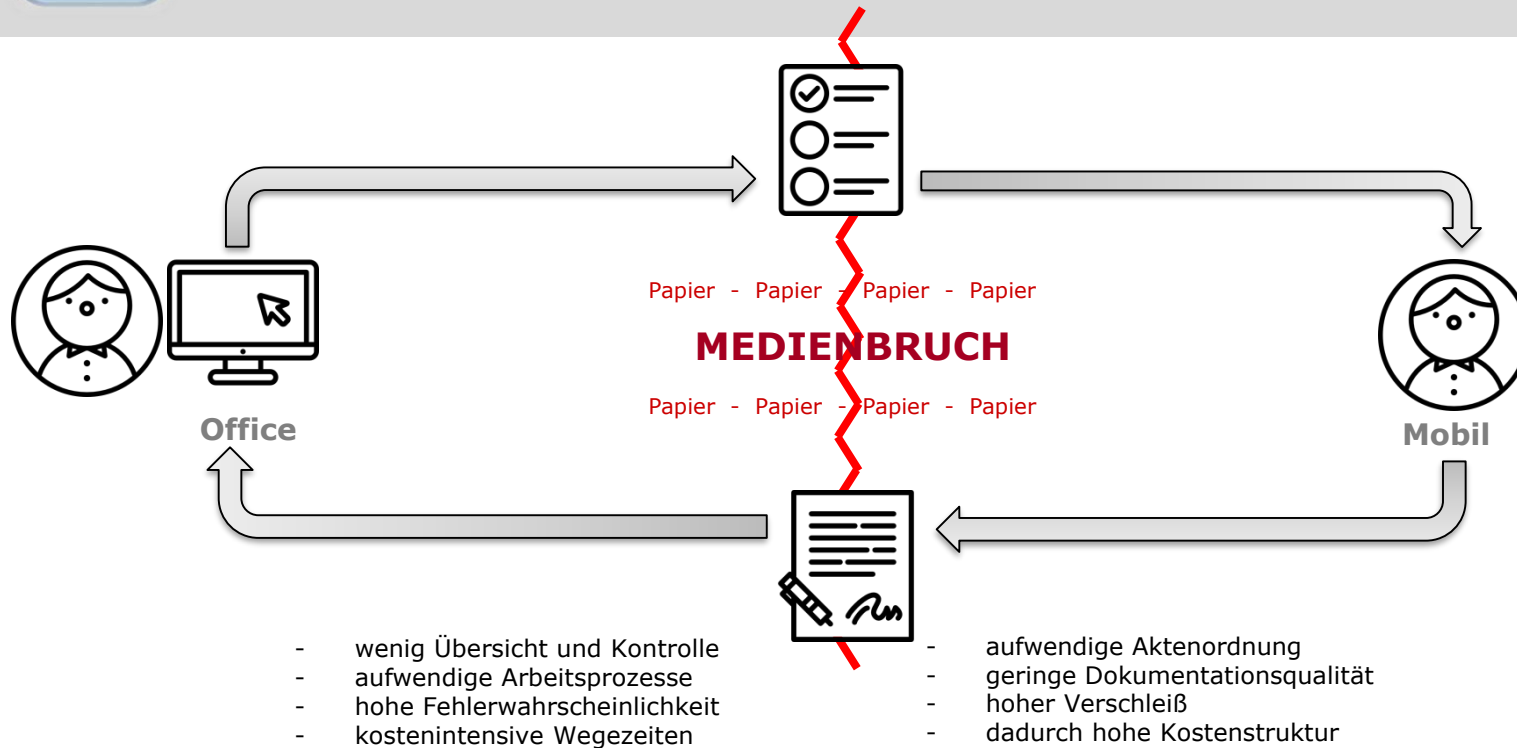 Papier - Papier - Papier - Papier
MEDIENBRUCH
Papier - Papier - Papier - Papier
Office
Mobil
- wenig Übersicht und Kontrolle
- aufwendige Arbeitsprozesse
- hohe Fehlerwahrscheinlichkeit
- kostenintensive Wegezeiten
- aufwendige Aktenordnung
- geringe Dokumentationsqualität
- hoher Verschleiß
- dadurch hohe Kostenstruktur